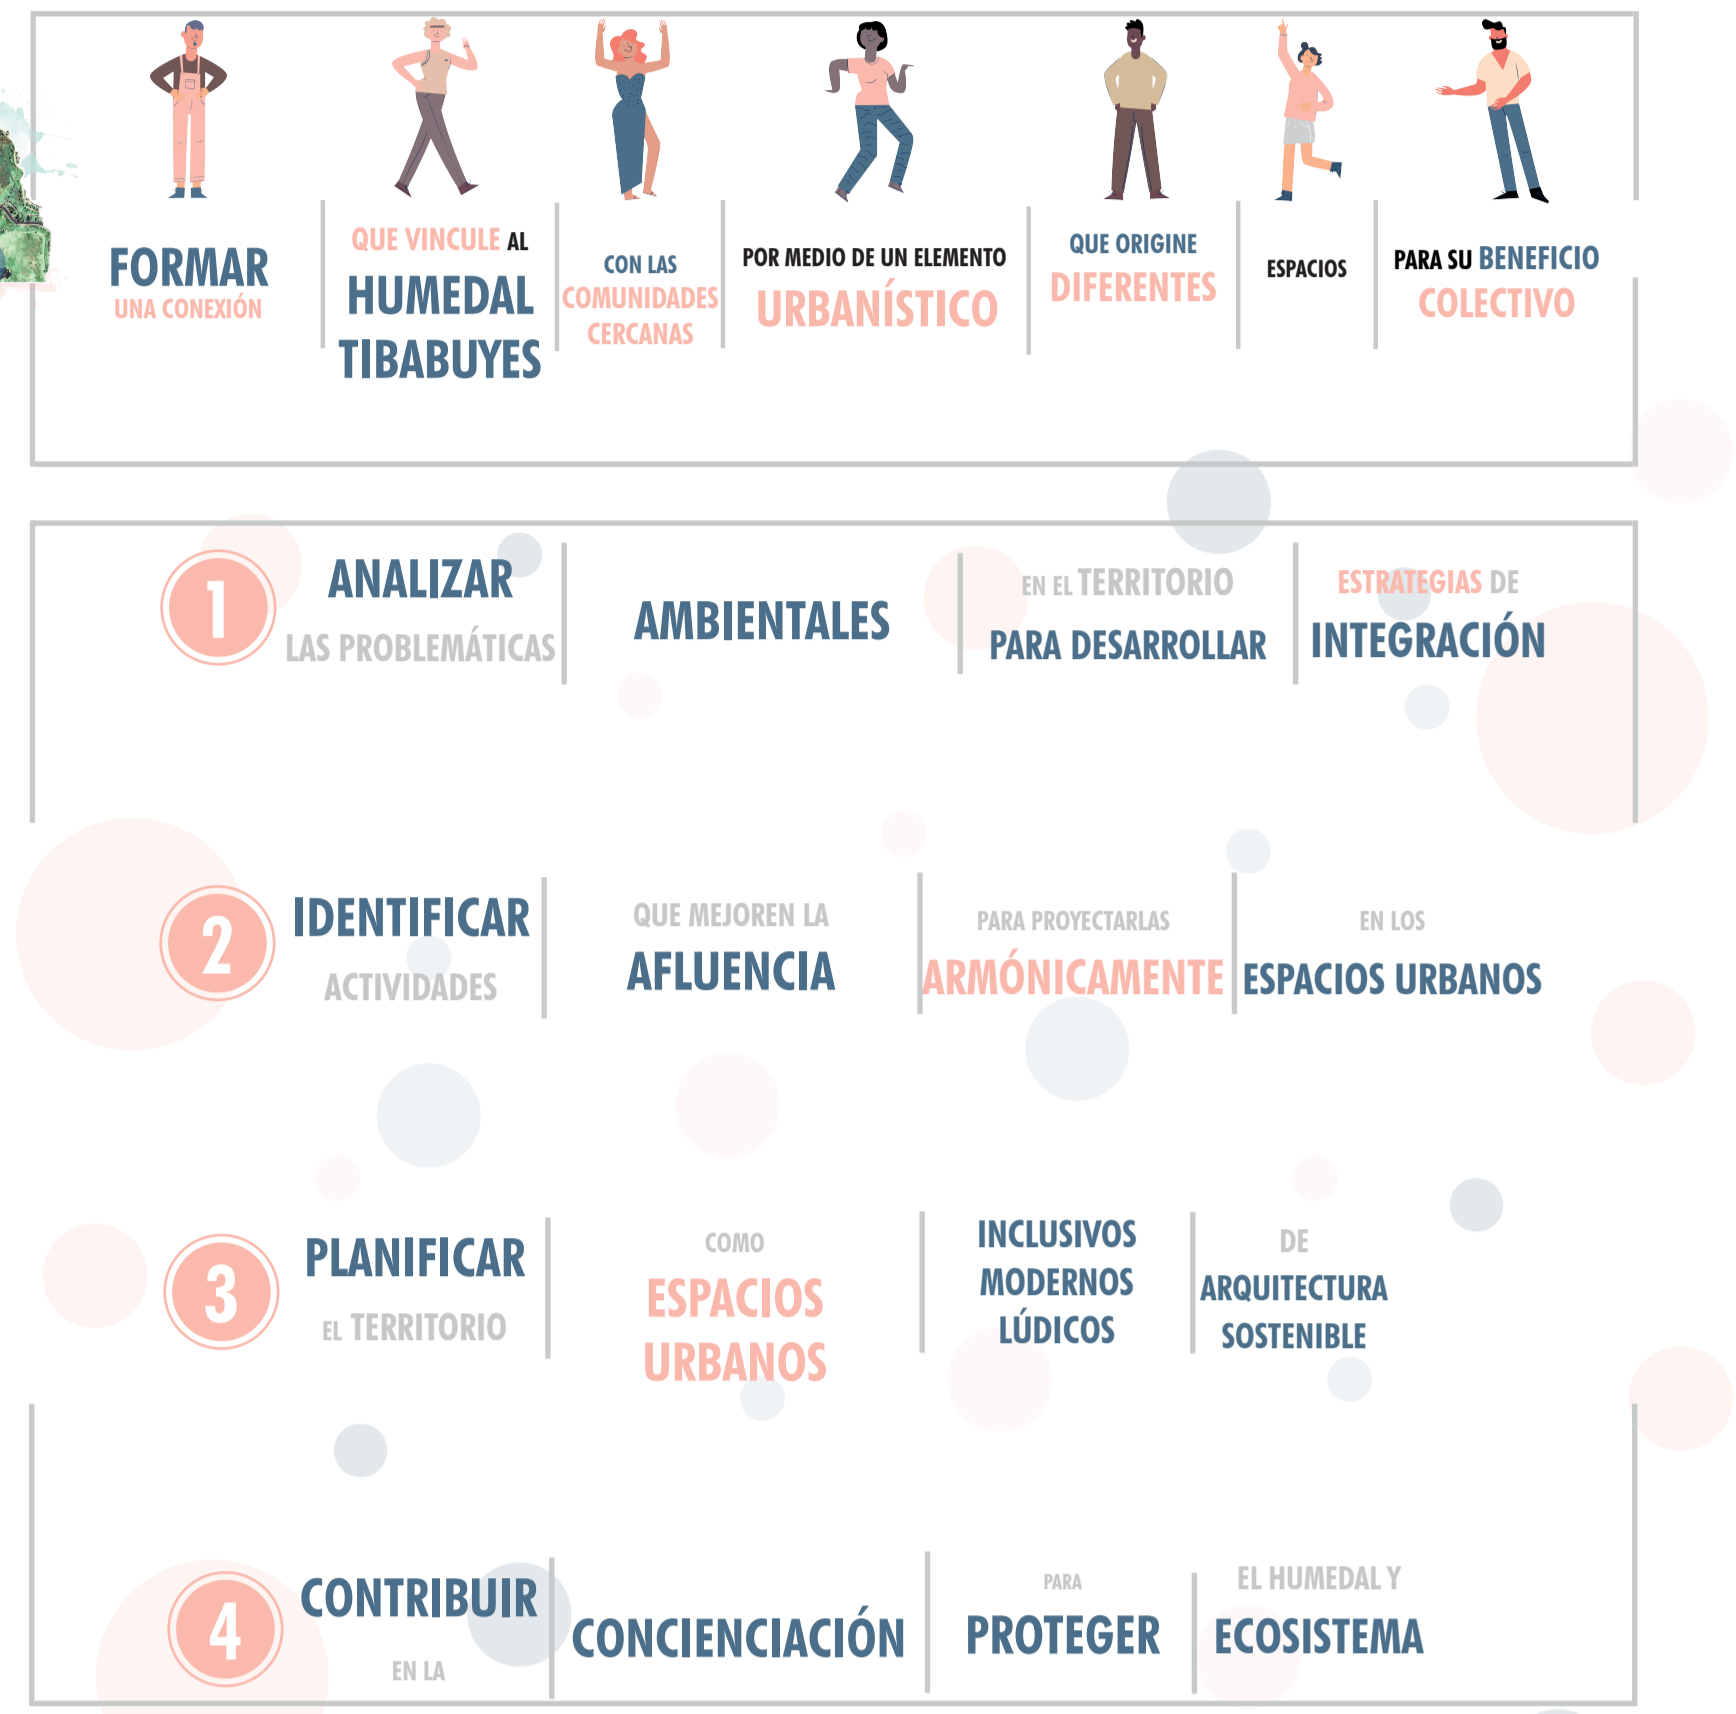 FORMAR
UNA CONEXIÓN
QUE VINCULE AL
HUMEDAL
TIBABUYES
CON LAS
COMUNIDADES
CERCANAS
POR MEDIO DE UN ELEMENTO
URBANÍSTICO
QUE ORIGINE
DIFERENTES
ESPACIOS
PARA SU BENEFICIO
COLECTIVO
1
ANALIZAR
LAS PROBLEMÁTICAS
AMBIENTALES
EN EL TERRITORIO
PARA DESARROLLAR
ESTRATEGIAS DE
INTEGRACIÓN
2
IDENTIFICAR
ACTIVIDADES
QUE MEJOREN LA
AFLUENCIA
PARA PROYECTARLAS
ARMÓNICAMENTE
EN LOS
ESPACIOS URBANOS
3
PLANIFICAR
EL TERRITORIO
COMO
ESPACIOS
URBANOS
INCLUSIVOS
MODERNOS
LÚDICOS
DE
ARQUITECTURA
SOSTENIBLE
4
CONTRIBUIR
EN LA
CONCIENCIACIÓN
PARA
PROTEGER
EL HUMEDAL Y
ECOSISTEMA